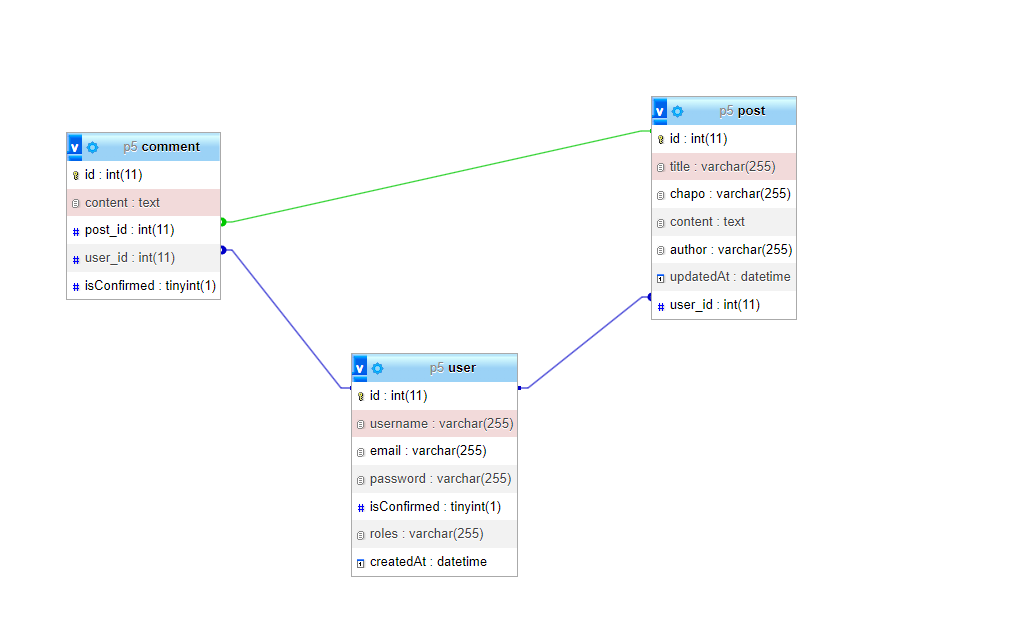 v p5 comment
id : int(11)
content : text
post_id : int(11)
user_id : int(11)
isConfirmed : tinyint(1)
v p5 post
id : int(11)
title : varchar(255)
chapo : varchar(255)
content : text
author : varchar(255)
updatedAt : datetime
user_id : int(11)
v p5 user
id : int(11)
username : varchar(255)
email : varchar(255)
password : varchar(255)
isConfirmed : tinyint(1)
roles : varchar(255)
createdAt : datetime